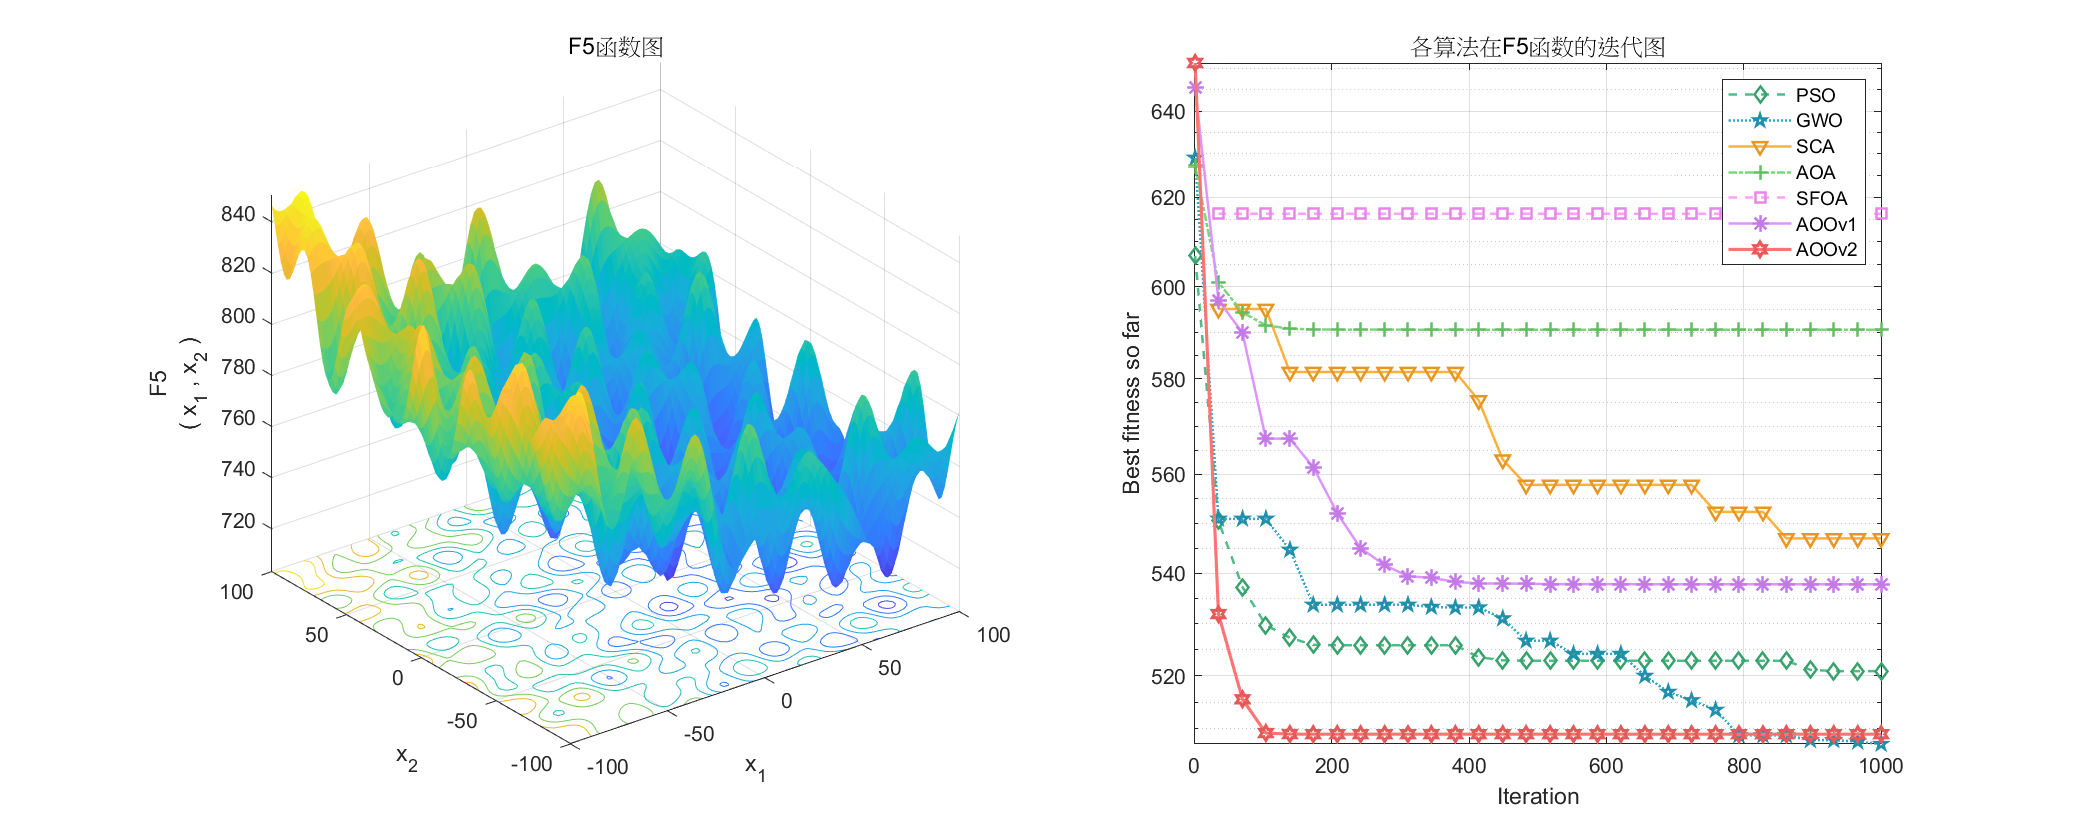 F5函数图
840
820
800
780
760
740
720
F5
( x1 , x2 )
100
50
0
-50
-100
x2
-100
-50
0
50
100
x1
各算法在F5函数的迭代图
640
620
600
580
560
540
520
Best fitness so far
0 200 400 600 800 1000
Iteration
PSO
GWO
SCA
AOA
SFOA
AOOv1
AOOv2